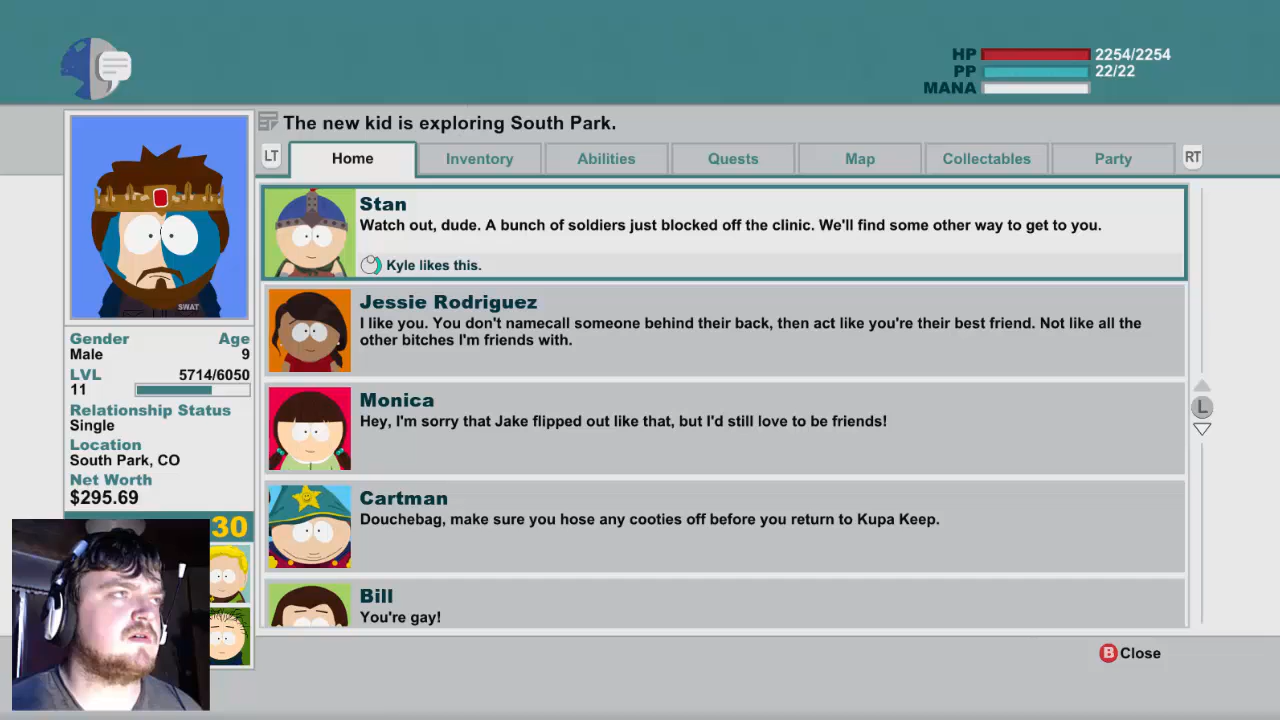 HP 2254/2254
PP 22/22
MANA
The new kid is exploring South Park.
LT Home Inventory Abilities Quests Map Collectables Party RT
Stan
Watch out, dude. A bunch of soldiers just blocked off the clinic. We'll find some other way to get to you.
Kyle likes this.
Jessie Rodriguez
I like you. You don't namecall someone behind their back, then act like you're their best friend. Not like all the
other bitches I'm friends with.
Monica
Hey, I'm sorry that Jake flipped out like that, but I'd still love to be friends!
Cartman
Douchebag, make sure you hose any cooties off before you return to Kupa Keep.
Bill
You're gay!
SWAT
Gender Age
Male 9
LVL 5714/6050
11
Relationship Status
Single
Location
South Park, CO
Net Worth
$295.69
30
L
B Close